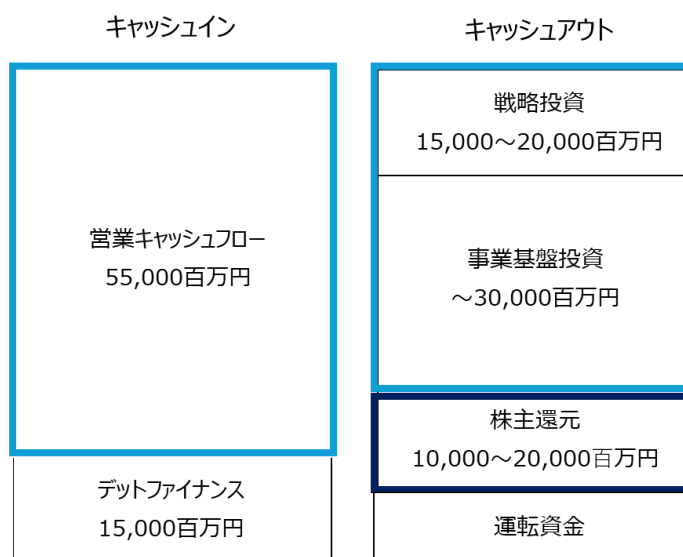 キャッシュイン
営業キャッシュフロー
55,000百万円
デットファイナンス
15,000百万円
キャッシュアウト
戦略投資
15,000～20,000百万円
事業基盤投資
～30,000百万円
株主還元
10,000～20,000百万円
運転資金